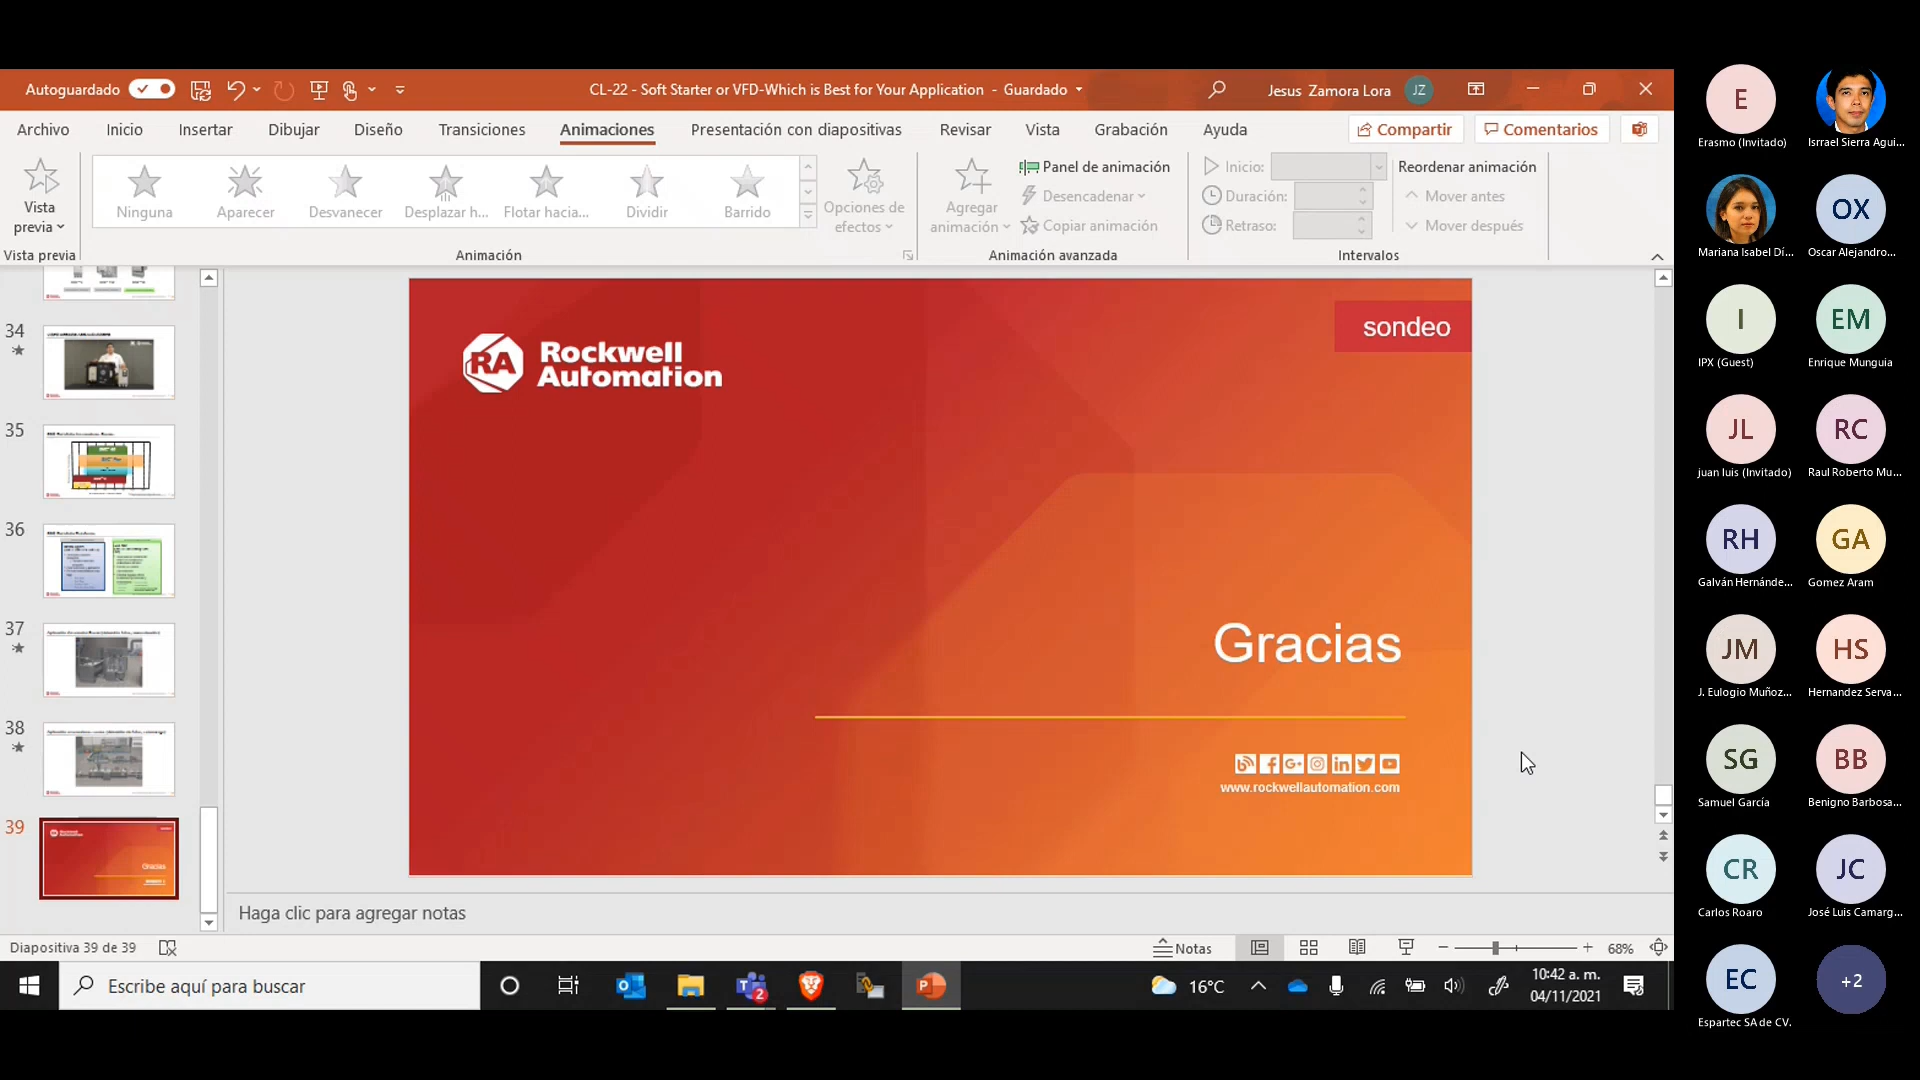 Autoguardado
CL-22 - Soft Starter or VFD-Which is Best for Your Application - Guardado
Jesus Zamora Lora
JZ
Archivo Inicio Insertar Dibujar Diseño Transiciones Animaciones Presentación con diapositivas Revisar Vista Grabación Ayuda
Compartir Comentarios
Vista previa
Ninguna Aparecer Desvanecer Desplazar h... Flotar hacia... Dividir Barrido
Opciones de efectos
Agregar animación
Panel de animación
Desencadenar
Copiar animación
Inicio:
Duración:
Retraso:
Reordenar animación
Mover antes
Mover después
Vista previa Animación Animación avanzada Intervalos
34
35
36
37
38
39
RA Rockwell Automation
sondeo
Gracias
www.rockwellautomation.com
Haga clic para agregar notas
Diapositiva 39 de 39
Notas
68%
Escribe aquí para buscar
2
16°C
10:42 a. m.
04/11/2021
E
Erasmo (Invitado)
Isrrael Sierra Agui...
Mariana Isabel Dí...
OX
Oscar Alejandro...
I
IPX (Guest)
EM
Enrique Munguia
JL
juan luis (Invitado)
RC
Raul Roberto Mu...
RH
Galván Hernánde...
GA
Gomez Aram
JM
J. Eulogio Muñoz...
HS
Hernandez Serva...
SG
Samuel García
BB
Benigno Barbosa...
CR
Carlos Roaro
JC
José Luis Camarg...
EC
Espartec SA de CV.
+2